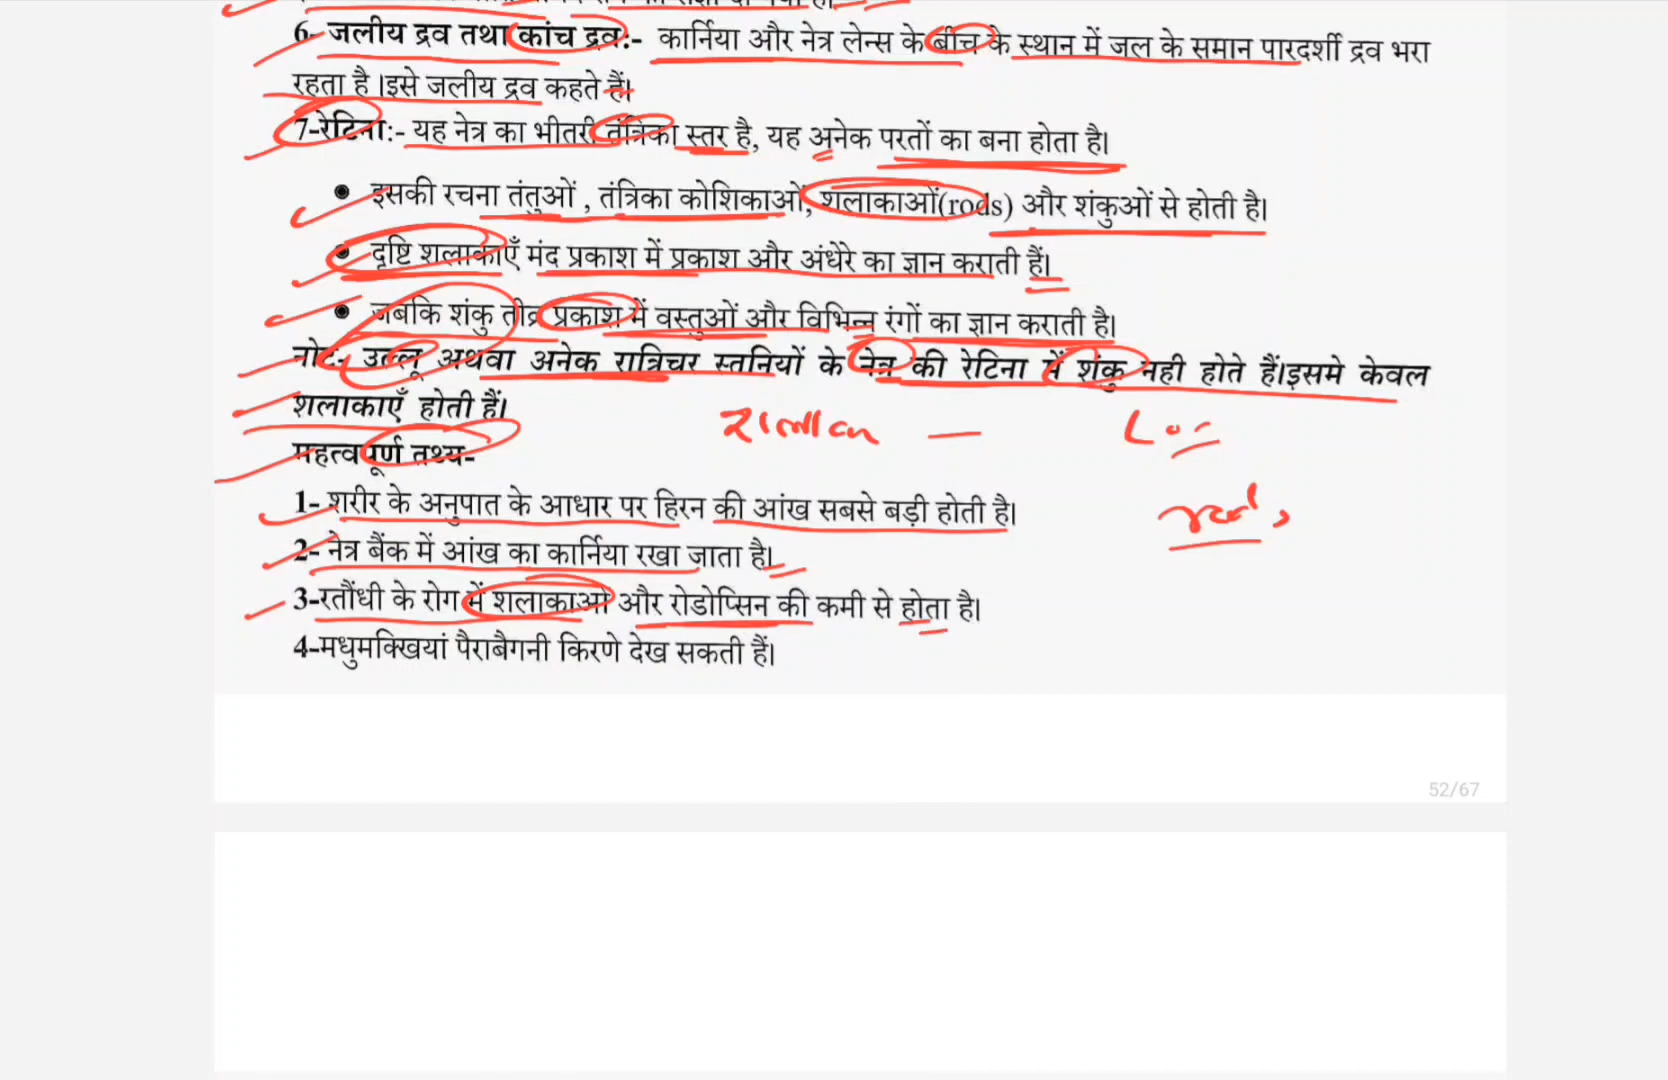 6- जलीय द्रव तथा कांच द्रव:- कार्निया और नेत्र लेन्स के बीच के स्थान में जल के समान पारदर्शी द्रव भरा
रहता है ।इसे जलीय द्रव कहते हैं।
7-रेटिना:- यह नेत्र का भीतरी तंत्रिका स्तर है, यह अनेक परतों का बना होता है।
● इसकी रचना तंतुओं , तंत्रिका कोशिकाओं, शलाकाओं(rods) और शंकुओं से होती है।
● दृष्टि शलाकाएँ मंद प्रकाश में प्रकाश और अंधेरे का ज्ञान कराती हैं।
● जबकि शंकु तीव्र प्रकाश में वस्तुओं और विभिन्न रंगों का ज्ञान कराती है।
नोट- उल्लू अथवा अनेक रात्रिचर स्तनियों के नेत्र की रेटिना में शंकु नही होते हैं।इसमे केवल
शलाकाएँ होती हैं।
महत्वपूर्ण तथ्य-
1- शरीर के अनुपात के आधार पर हिरन की आंख सबसे बड़ी होती है।
2- नेत्र बैंक में आंख का कार्निया रखा जाता है।
3-रतौंधी के रोग में शलाकाओ और रोडोप्सिन की कमी से होता है।
4-मधुमक्खियां पैराबैगनी किरणे देख सकती हैं।
52/67